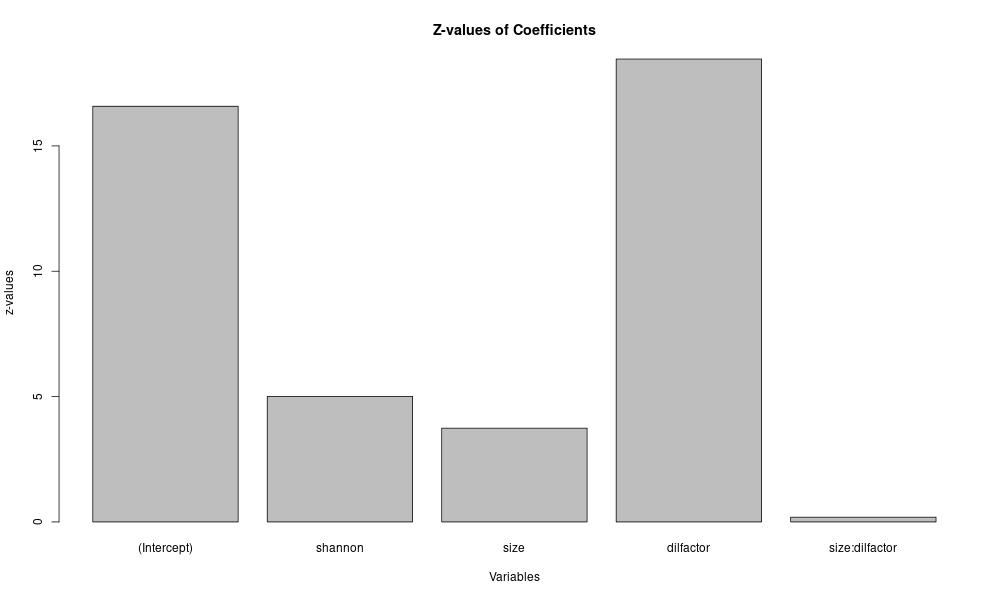 Z-values of Coefficients
z-values
15
10
5
0
(Intercept) shannon size dilfactor size:dilfactor
Variables